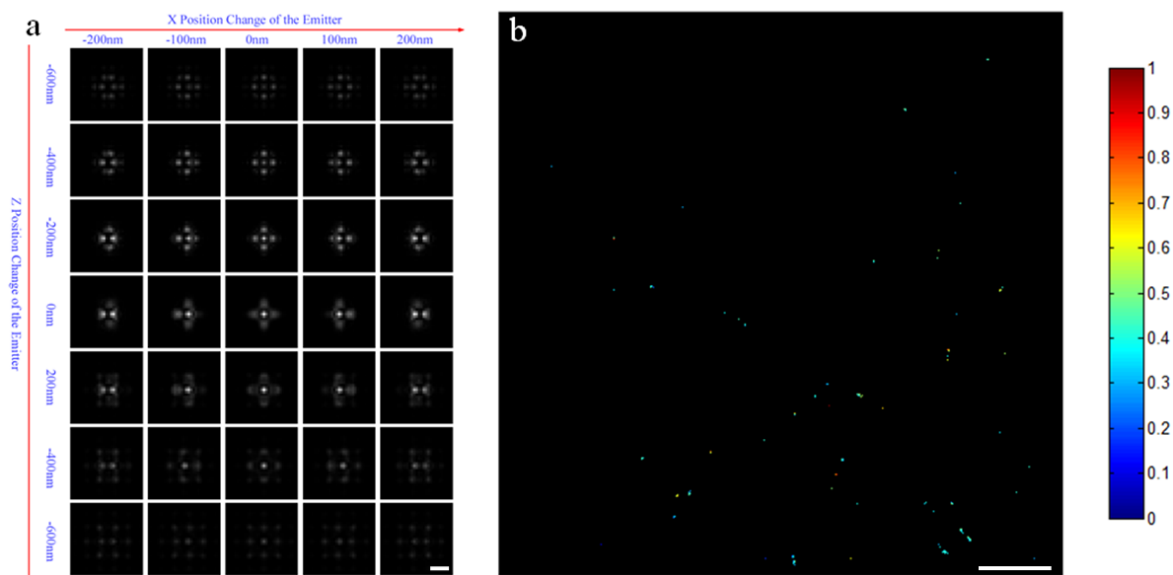 a
X Position Change of the Emitter
-200nm -100nm 0nm 100nm 200nm
Z Position Change of the Emitter
-600nm
-400nm
-200nm
0nm
200nm
-400nm
-600nm
b
1
0.9
0.8
0.7
0.6
0.5
0.4
0.3
0.2
0.1
0